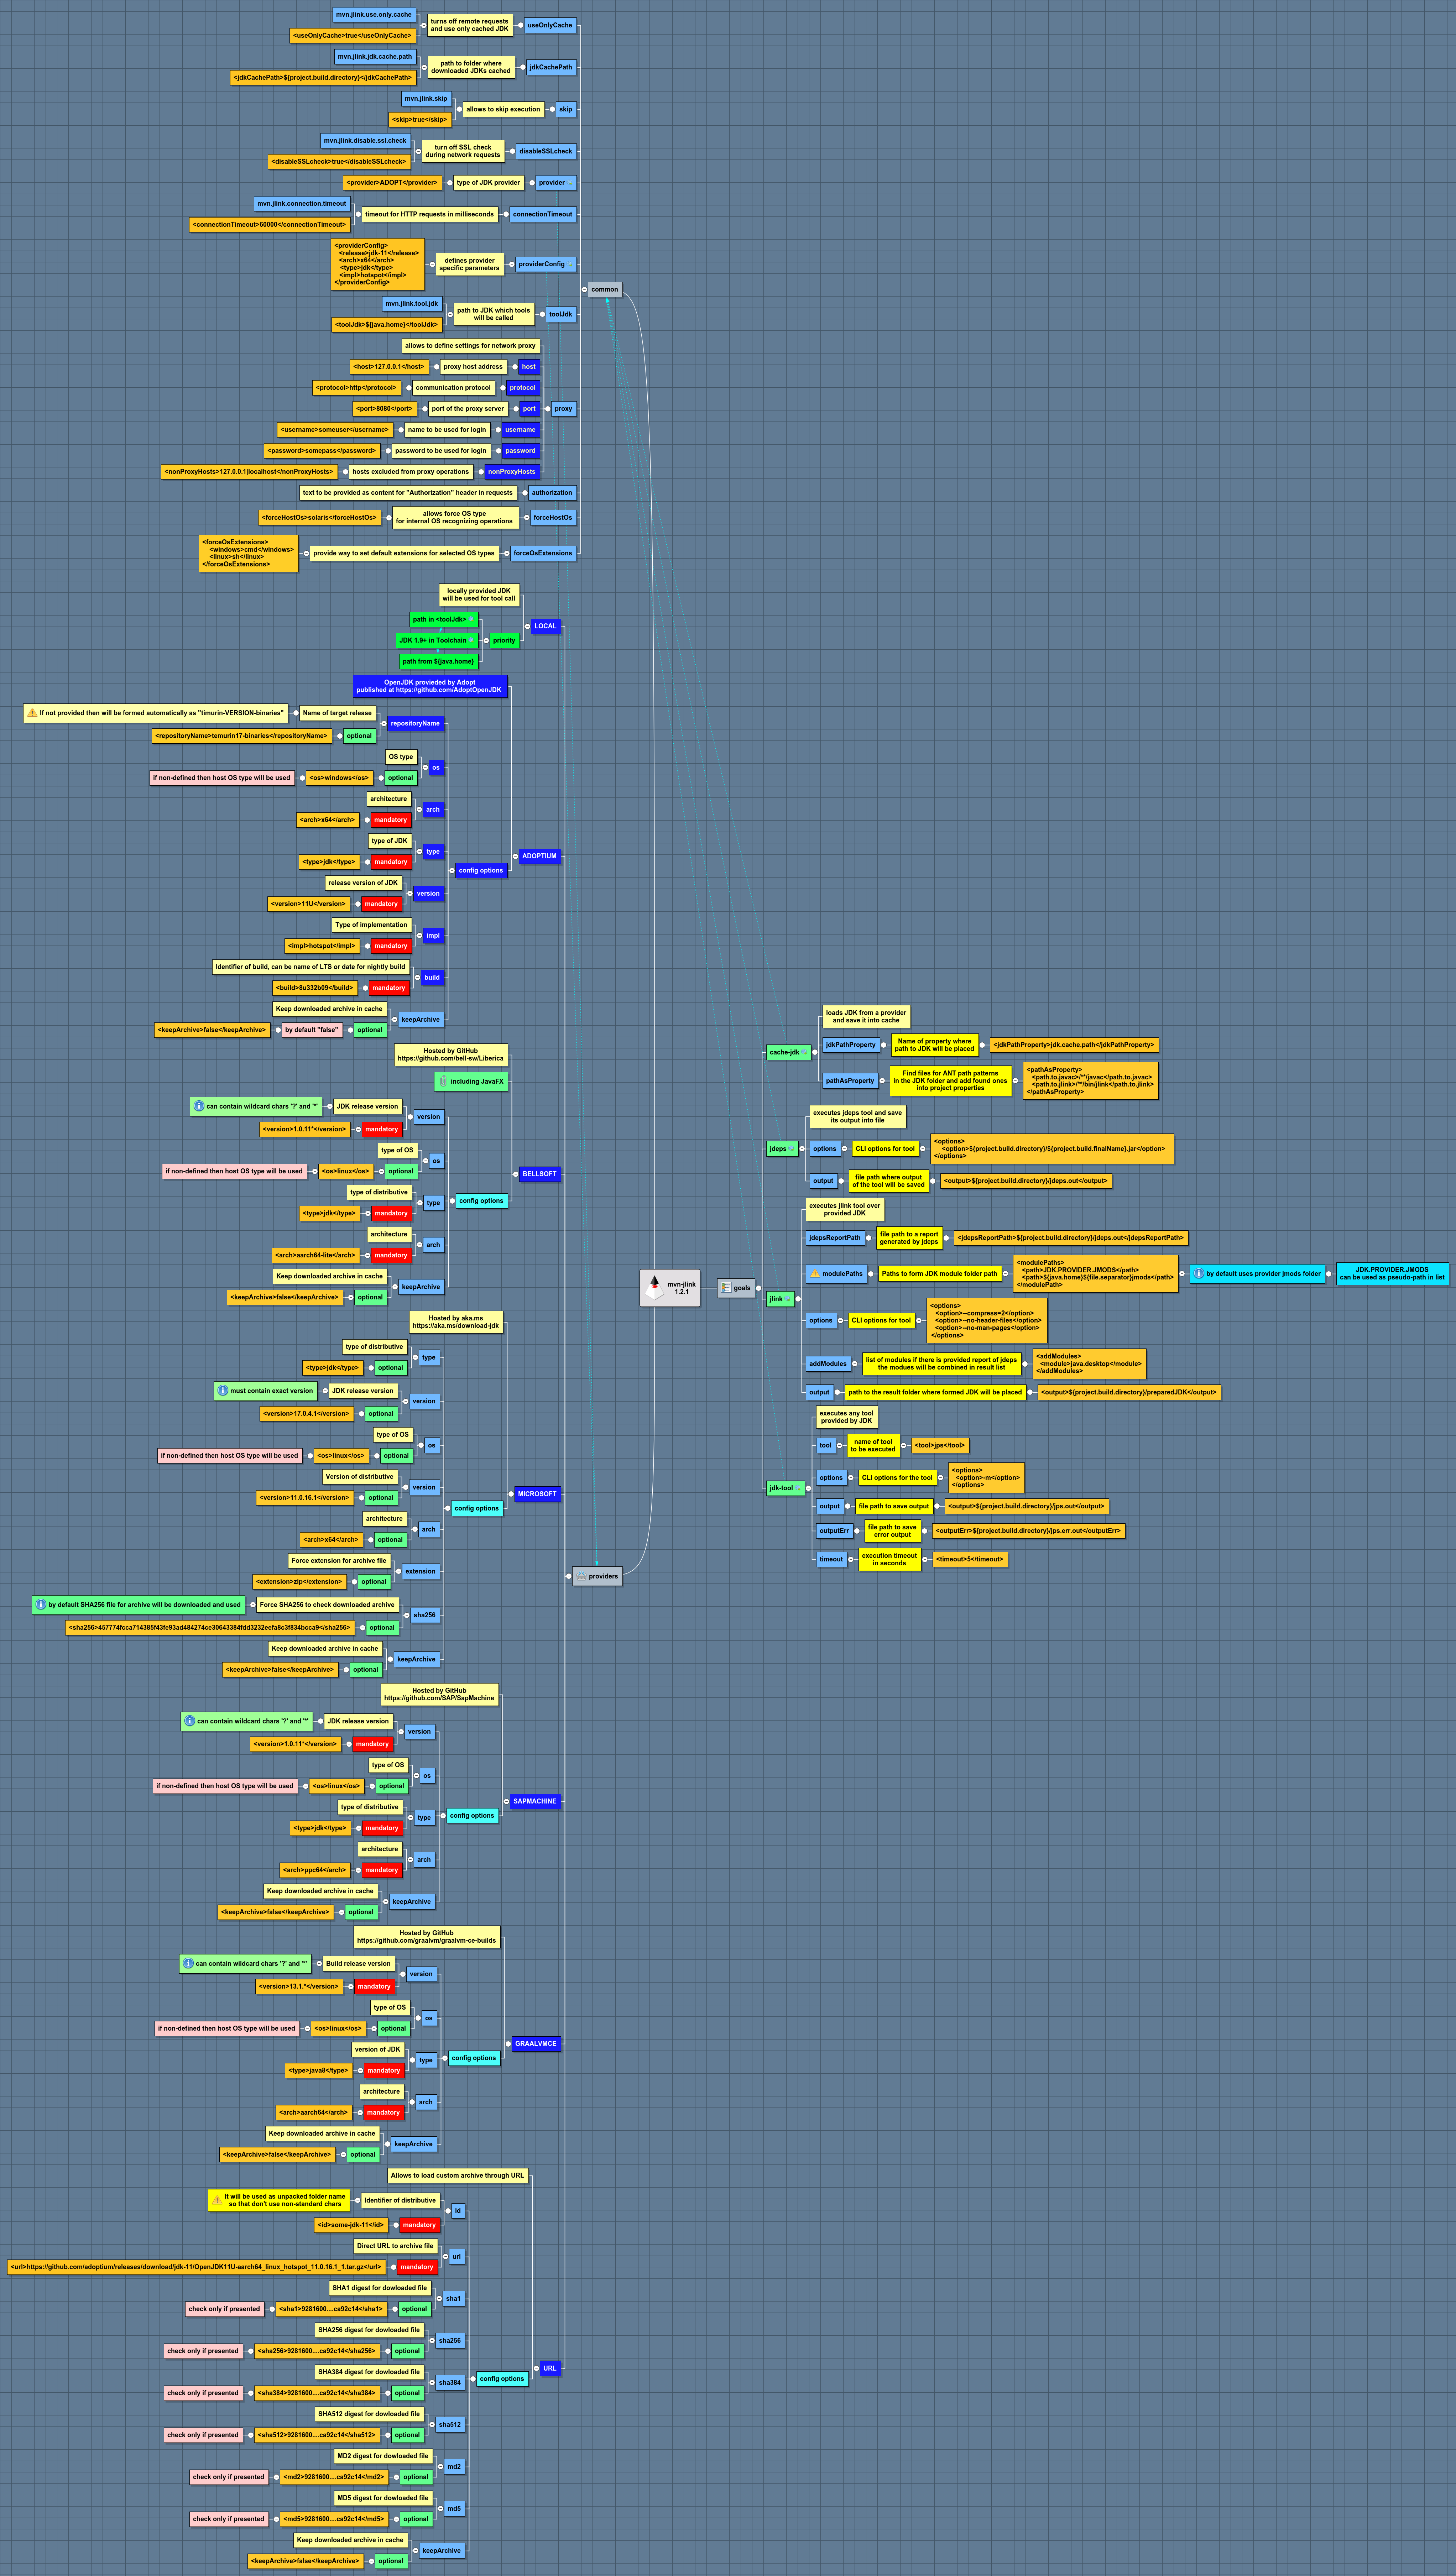 mvn.jlink.use.only.cache
<useOnlyCache>true</useOnlyCache>
turns off remote requests
and use only cached JDK
useOnlyCache
mvn.jlink.jdk.cache.path
<jdkCachePath>${project.build.directory}</jdkCachePath>
path to folder where
downloaded JDKs cached
jdkCachePath
mvn.jlink.skip
<skip>true</skip>
allows to skip execution
skip
mvn.jlink.disable.ssl.check
<disableSSLcheck>true</disableSSLcheck>
turn off SSL check
during network requests
disableSSLcheck
<provider>ADOPT</provider>
type of JDK provider
provider
mvn.jlink.connection.timeout
<connectionTimeout>60000</connectionTimeout>
timeout for HTTP requests in milliseconds
connectionTimeout
<providerConfig>
<release>jdk-11</release>
<arch>x64</arch>
<type>jdk</type>
<impl>hotspot</impl>
</providerConfig>
defines provider
specific parameters
providerConfig
common
mvn.jlink.tool.jdk
<toolJdk>${java.home}</toolJdk>
path to JDK which tools
will be called
toolJdk
allows to define settings for network proxy
<host>127.0.0.1</host>
proxy host address
host
<protocol>http</protocol>
communication protocol
protocol
<port>8080</port>
port of the proxy server
port
proxy
<username>someuser</username>
name to be used for login
username
<password>somepass</password>
password to be used for login
password
<nonProxyHosts>127.0.0.1|localhost</nonProxyHosts>
hosts excluded from proxy operations
nonProxyHosts
text to be provided as content for "Authorization" header in requests
authorization
<forceHostOs>solaris</forceHostOs>
allows force OS type
for internal OS recognizing operations
forceHostOs
<forceOsExtensions>
<windows>cmd</windows>
<linux>sh</linux>
</forceOsExtensions>
provide way to set default extensions for selected OS types
forceOsExtensions
locally provided JDK
will be used for tool call
path in <toolJdk>
LOCAL
JDK 1.9+ in Toolchain
priority
path from ${java.home}
OpenJDK provieded by Adopt
published at https://github.com/AdoptOpenJDK
If not provided then will be formed automatically as "timurin-VERSION-binaries"
Name of target release
repositoryName
<repositoryName>temurin17-binaries</repositoryName>
optional
OS type
os
if non-defined then host OS type will be used
<os>windows</os>
optional
architecture
arch
<arch>x64</arch>
mandatory
type of JDK
type
<type>jdk</type>
mandatory
ADOPTIUM
config options
release version of JDK
version
<version>11U</version>
mandatory
Type of implementation
impl
<impl>hotspot</impl>
mandatory
Identifier of build, can be name of LTS or date for nightly build
build
<build>8u332b09</build>
mandatory
Keep downloaded archive in cache
keepArchive
<keepArchive>false</keepArchive>
by default "false"
optional
Hosted by GitHub
https://github.com/bell-sw/Liberica
including JavaFX
can contain wildcard chars '?' and '*'
JDK release version
version
<version>1.0.11*</version>
mandatory
type of OS
os
if non-defined then host OS type will be used
<os>linux</os>
optional
BELLSOFT
type of distributive
type
config options
<type>jdk</type>
mandatory
architecture
arch
<arch>aarch64-lite</arch>
mandatory
Keep downloaded archive in cache
keepArchive
<keepArchive>false</keepArchive>
optional
Hosted by aka.ms
https://aka.ms/download-jdk
type of distributive
type
<type>jdk</type>
optional
must contain exact version
JDK release version
version
<version>17.0.4.1</version>
optional
type of OS
os
if non-defined then host OS type will be used
<os>linux</os>
optional
Version of distributive
version
<version>11.0.16.1</version>
optional
MICROSOFT
config options
architecture
arch
<arch>x64</arch>
optional
Force extension for archive file
extension
<extension>zip</extension>
optional
providers
by default SHA256 file for archive will be downloaded and used
Force SHA256 to check downloaded archive
sha256
<sha256>457774fcca714385f43fe93ad484274ce30643384fdd3232eefa8c3f834bcca9</sha256>
optional
Keep downloaded archive in cache
keepArchive
<keepArchive>false</keepArchive>
optional
Hosted by GitHub
https://github.com/SAP/SapMachine
can contain wildcard chars '?' and '*'
JDK release version
version
<version>1.0.11*</version>
mandatory
type of OS
os
if non-defined then host OS type will be used
<os>linux</os>
optional
SAPMACHINE
type of distributive
type
config options
<type>jdk</type>
mandatory
architecture
arch
<arch>ppc64</arch>
mandatory
Keep downloaded archive in cache
keepArchive
<keepArchive>false</keepArchive>
optional
Hosted by GitHub
https://github.com/graalvm/graalvm-ce-builds
can contain wildcard chars '?' and '*'
Build release version
version
<version>13.1.*</version>
mandatory
type of OS
os
if non-defined then host OS type will be used
<os>linux</os>
optional
GRAALVMCE
version of JDK
type
config options
<type>java8</type>
mandatory
architecture
arch
<arch>aarch64</arch>
mandatory
Keep downloaded archive in cache
keepArchive
<keepArchive>false</keepArchive>
optional
Allows to load custom archive through URL
It will be used as unpacked folder name
so that don't use non-standard chars
Identifier of distributive
id
<id>some-jdk-11</id>
mandatory
Direct URL to archive file
url
<url>https://github.com/adoptium/releases/download/jdk-11/OpenJDK11U-aarch64_linux_hotspot_11.0.16.1_1.tar.gz</url>
mandatory
SHA1 digest for dowloaded file
sha1
check only if presented
<sha1>9281600....ca92c14</sha1>
optional
SHA256 digest for dowloaded file
sha256
check only if presented
<sha256>9281600....ca92c14</sha256>
optional
URL
config options
SHA384 digest for dowloaded file
sha384
check only if presented
<sha384>9281600....ca92c14</sha384>
optional
SHA512 digest for dowloaded file
sha512
check only if presented
<sha512>9281600....ca92c14</sha512>
optional
MD2 digest for dowloaded file
md2
check only if presented
<md2>9281600....ca92c14</md2>
optional
MD5 digest for dowloaded file
md5
check only if presented
<md5>9281600....ca92c14</md5>
optional
Keep downloaded archive in cache
keepArchive
<keepArchive>false</keepArchive>
optional
mvn-jlink
1.2.1
goals
cache-jdk
loads JDK from a provider
and save it into cache
jdkPathProperty
Name of property where
path to JDK will be placed
<jdkPathProperty>jdk.cache.path</jdkPathProperty>
pathAsProperty
Find files for ANT path patterns
in the JDK folder and add found ones
into project properties
<pathAsProperty>
<path.to.javac>/**/javac</path.to.javac>
<path.to.jlink>/**/bin/jlink</path.to.jlink>
</pathAsProperty>
jdeps
executes jdeps tool and save
its output into file
options
CLI options for tool
<options>
<option>${project.build.directory}/${project.build.finalName}.jar</option>
</options>
output
file path where output
of the tool will be saved
<output>${project.build.directory}/jdeps.out</output>
jlink
executes jlink tool over
provided JDK
jdepsReportPath
file path to a report
generated by jdeps
<jdepsReportPath>${project.build.directory}/jdeps.out</jdepsReportPath>
modulePaths
Paths to form JDK module folder path
<modulePaths>
<path>JDK.PROVIDER.JMODS</path>
<path>${java.home}${file.separator}jmods</path>
</modulePath>
by default uses provider jmods folder
JDK.PROVIDER.JMODS
can be used as pseudo-path in list
options
CLI options for tool
<options>
<option>--compress=2</option>
<option>--no-header-files</option>
<option>--no-man-pages</option>
</options>
addModules
list of modules if there is provided report of jdeps
the modues will be combined in result list
<addModules>
<module>java.desktop</module>
</addModules>
output
path to the result folder where formed JDK will be placed
<output>${project.build.directory}/preparedJDK</output>
jdk-tool
executes any tool
provided by JDK
tool
name of tool
to be executed
<tool>jps</tool>
options
CLI options for the tool
<options>
<option>-m</option>
</options>
output
file path to save output
<output>${project.build.directory}/jps.out</output>
outputErr
file path to save
error output
<outputErr>${project.build.directory}/jps.err.out</outputErr>
timeout
execution timeout
in seconds
<timeout>5</timeout>